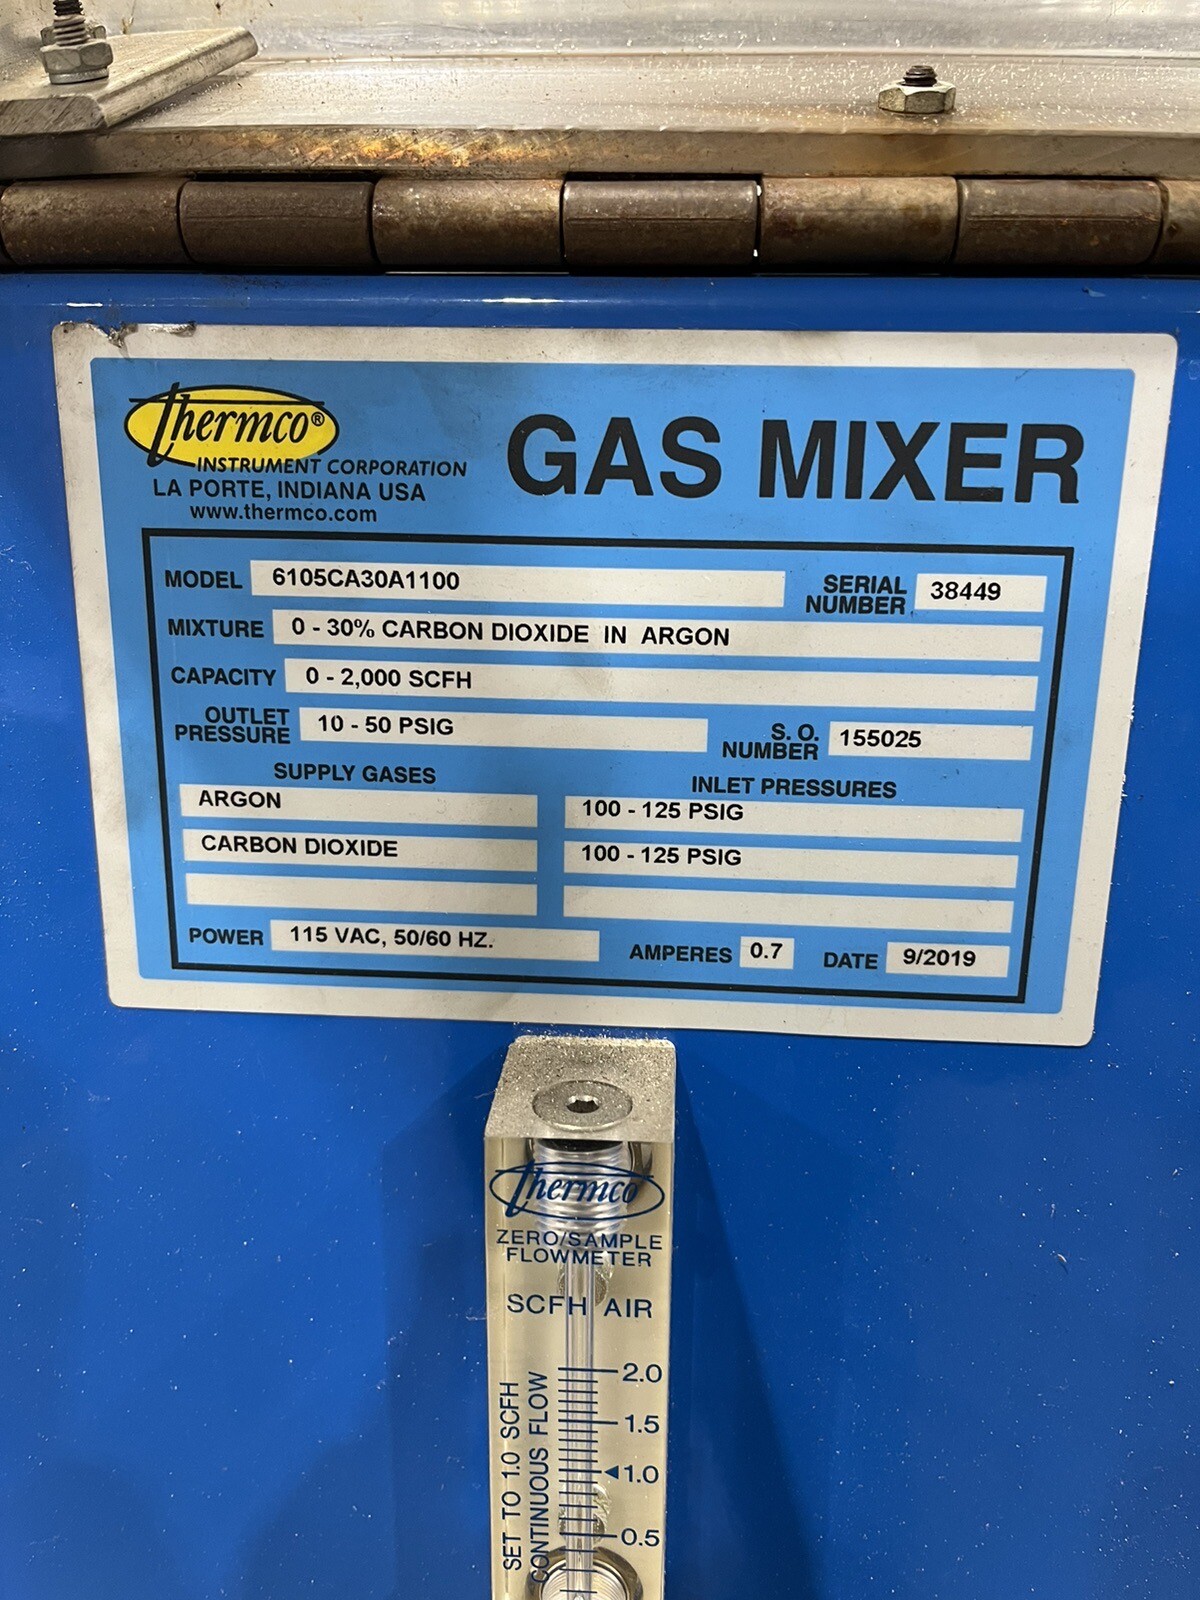 Thermco®
INSTRUMENT CORPORATION
LA PORTE, INDIANA USA
www.thermco.com
GAS MIXER
MODEL 6105CA30A1100
SERIAL NUMBER 38449
MIXTURE 0 - 30% CARBON DIOXIDE IN ARGON
CAPACITY 0 - 2,000 SCFH
OUTLET PRESSURE 10 - 50 PSIG
S. O. NUMBER 155025
SUPPLY GASES INLET PRESSURES
ARGON 100 - 125 PSIG
CARBON DIOXIDE 100 - 125 PSIG
POWER 115 VAC, 50/60 HZ. AMPERES 0.7 DATE 9/2019
Thermco
ZERO/SAMPLE
FLOWMETER
SCFH AIR
2.0
1.5
1.0
0.5
SET TO 1.0 SCFH
CONTINUOUS FLOW